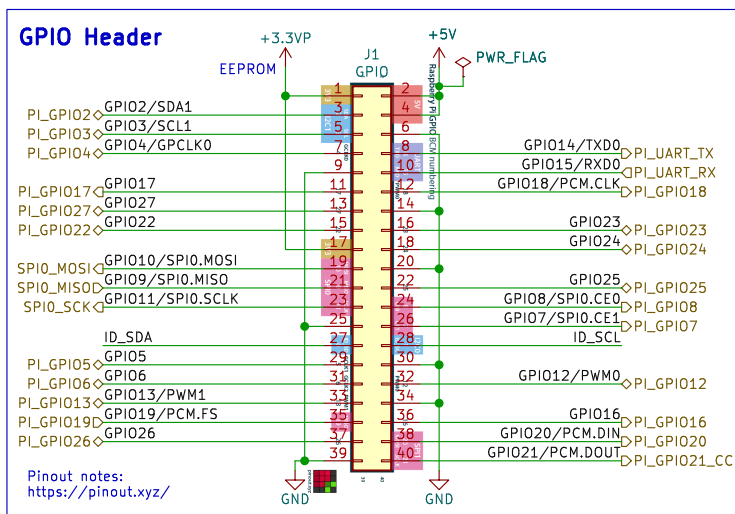 GPIO Header
+3.3VP
EEPROM
J1
GPIO
+5V
PWR_FLAG
Raspberry Pi GPIO BCM numbering
1 2
PI_GPIO2 GPIO2/SDA1 3 4
PI_GPIO3 GPIO3/SCL1 5 6
PI_GPIO4 GPIO4/GPCLK0 7 8 GPIO14/TXD0 PI_UART_TX
9 10 GPIO15/RXD0 PI_UART_RX
PI_GPIO17 GPIO17 11 12 GPIO18/PCM.CLK PI_GPIO18
PI_GPIO27 GPIO27 13 14
PI_GPIO22 GPIO22 15 16 GPIO23 PI_GPIO23
17 18 GPIO24 PI_GPIO24
SPI0_MOSI GPIO10/SPI0.MOSI 19 20
SPI0_MISO GPIO9/SPI0.MISO 21 22 GPIO25 PI_GPIO25
SPI0_SCK GPIO11/SPI0.SCLK 23 24 GPIO8/SPI0.CE0 PI_GPIO8
25 26 GPIO7/SPI0.CE1 PI_GPIO7
ID_SDA 27 28 ID_SCL
PI_GPIO5 GPIO5 29 30
PI_GPIO6 GPIO6 31 32 GPIO12/PWM0 PI_GPIO12
PI_GPIO13 GPIO13/PWM1 33 34
PI_GPIO19 GPIO19/PCM.FS 35 36 GPIO16 PI_GPIO16
PI_GPIO26 GPIO26 37 38 GPIO20/PCM.DIN PI_GPIO20
39 40 GPIO21/PCM.DOUT PI_GPIO21_CC
Pinout notes:
https://pinout.xyz/
GND
GND
39 40